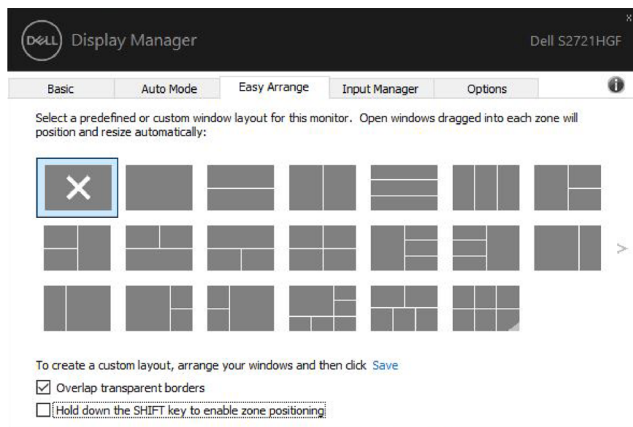 x
DELL Display Manager Dell S2721HGF
Basic Auto Mode Easy Arrange Input Manager Options i
Select a predefined or custom window layout for this monitor. Open windows dragged into each zone will
position and resize automatically:
>
To create a custom layout, arrange your windows and then click Save
Overlap transparent borders
Hold down the SHIFT key to enable zone positioning